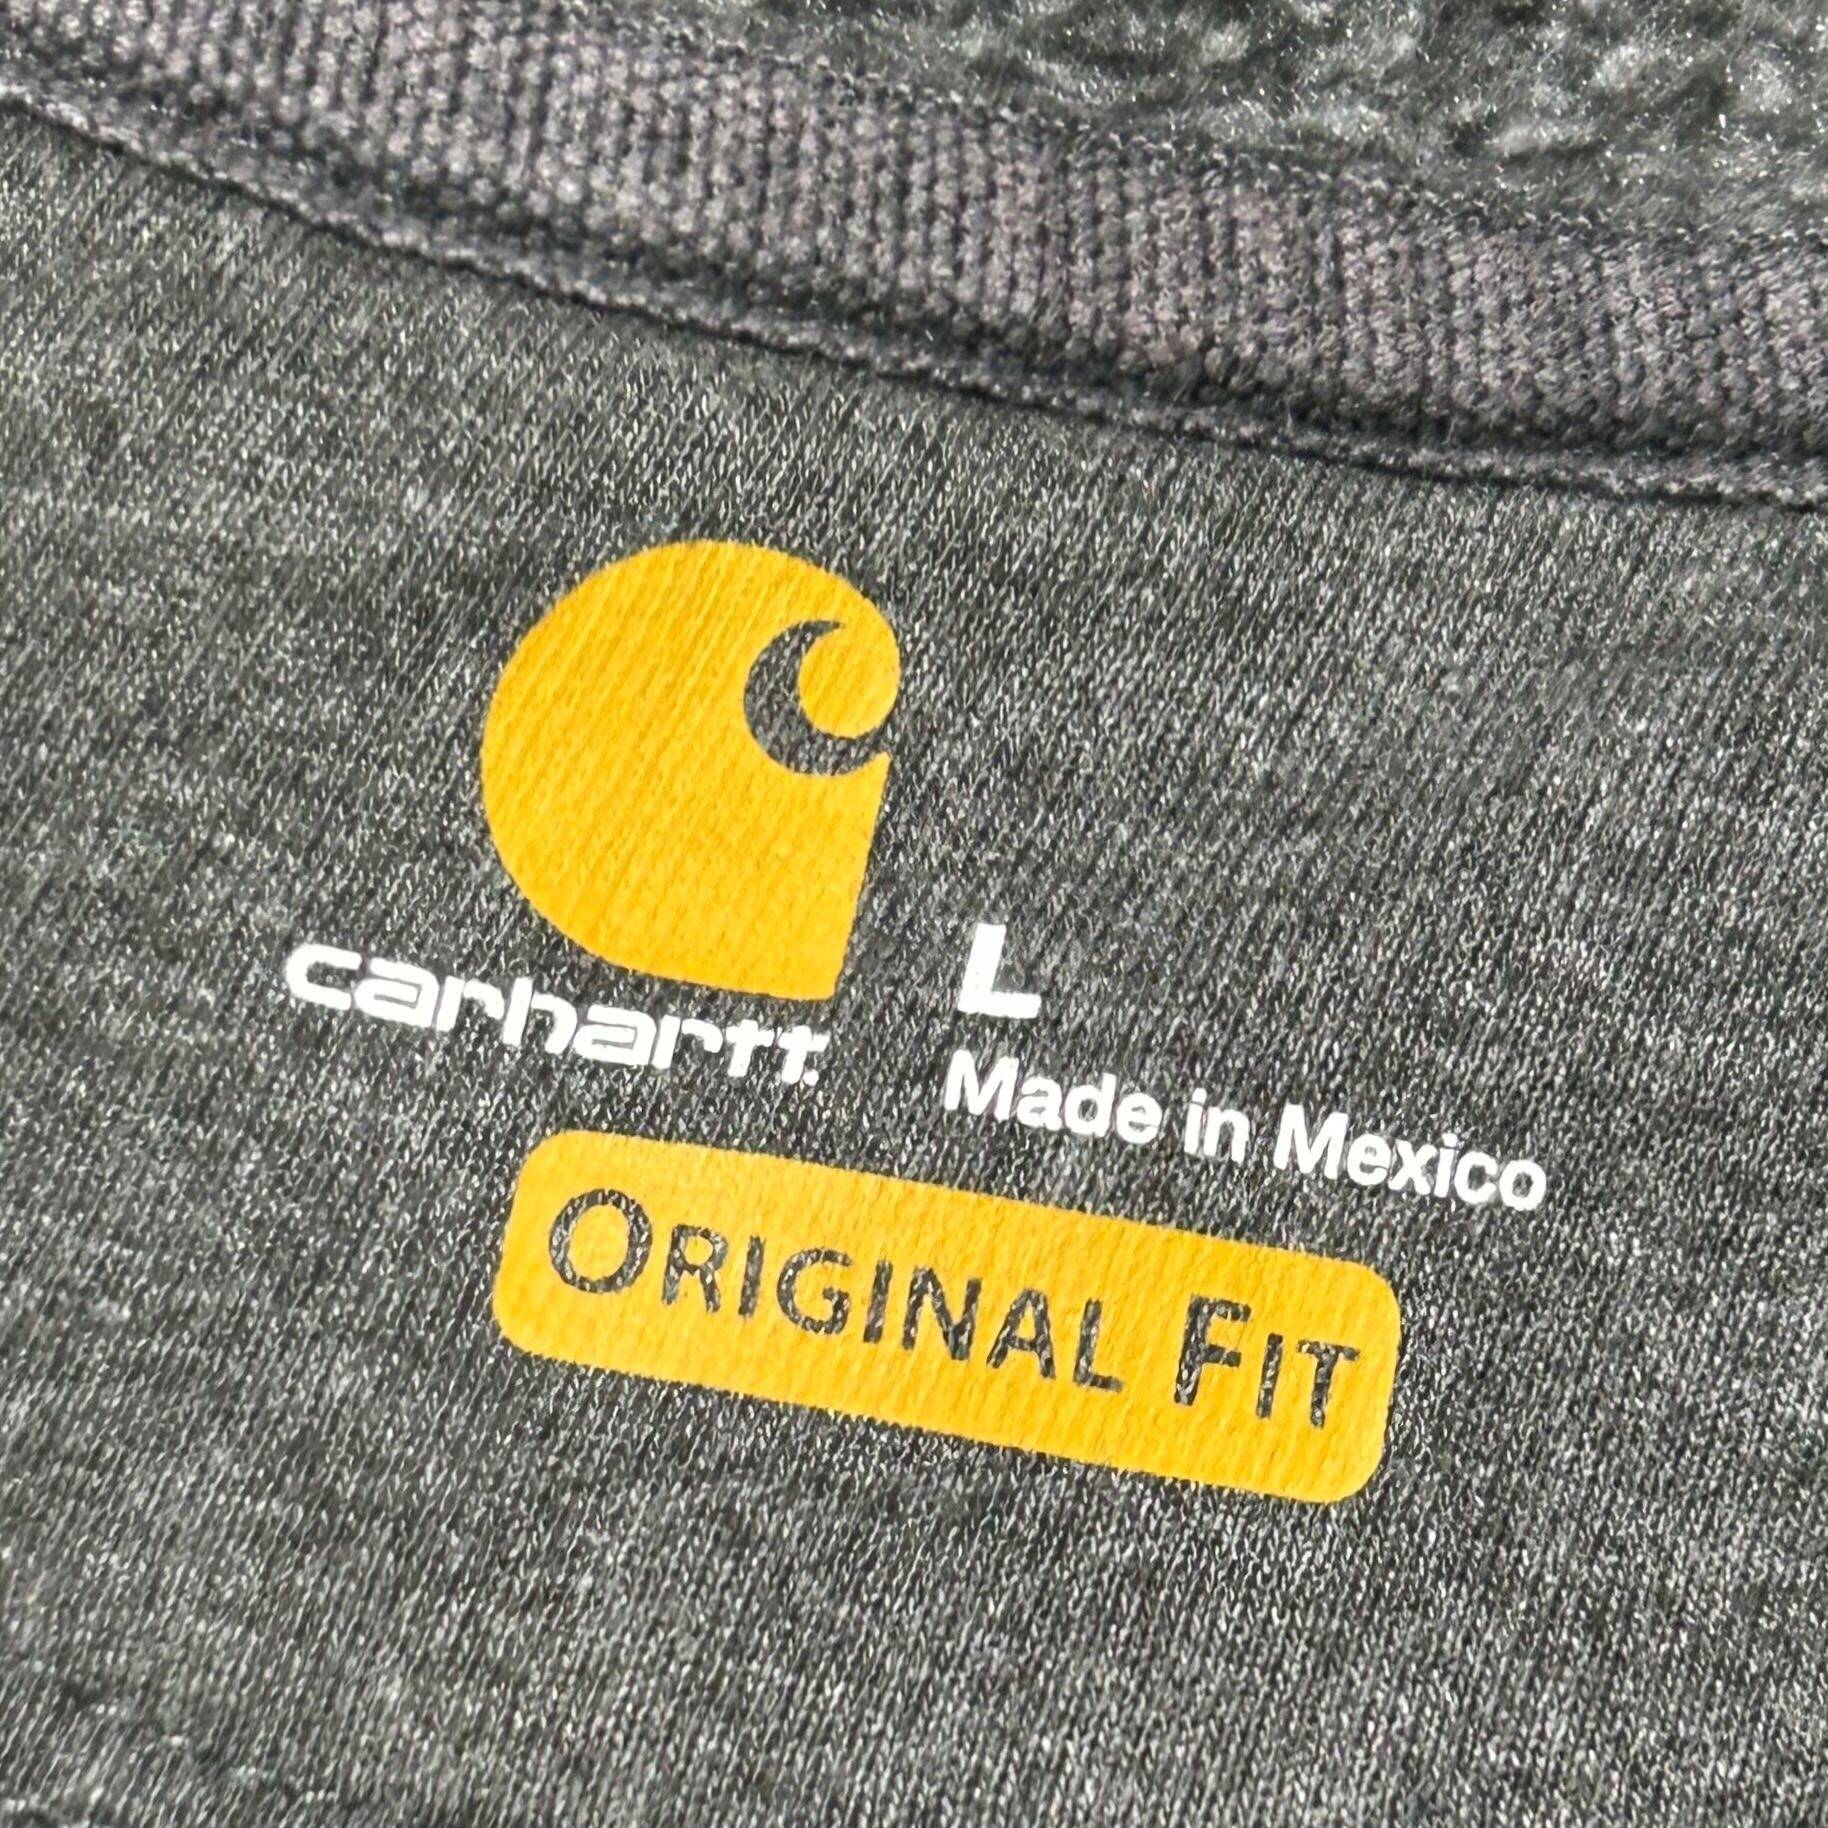 carhartt.
L
Made in Mexico
ORIGINAL FIT